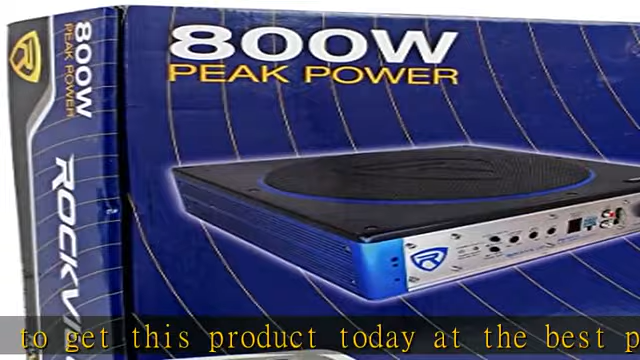 800W
PEAK POWER
800W
PEAK POWER
to get this product today at the best